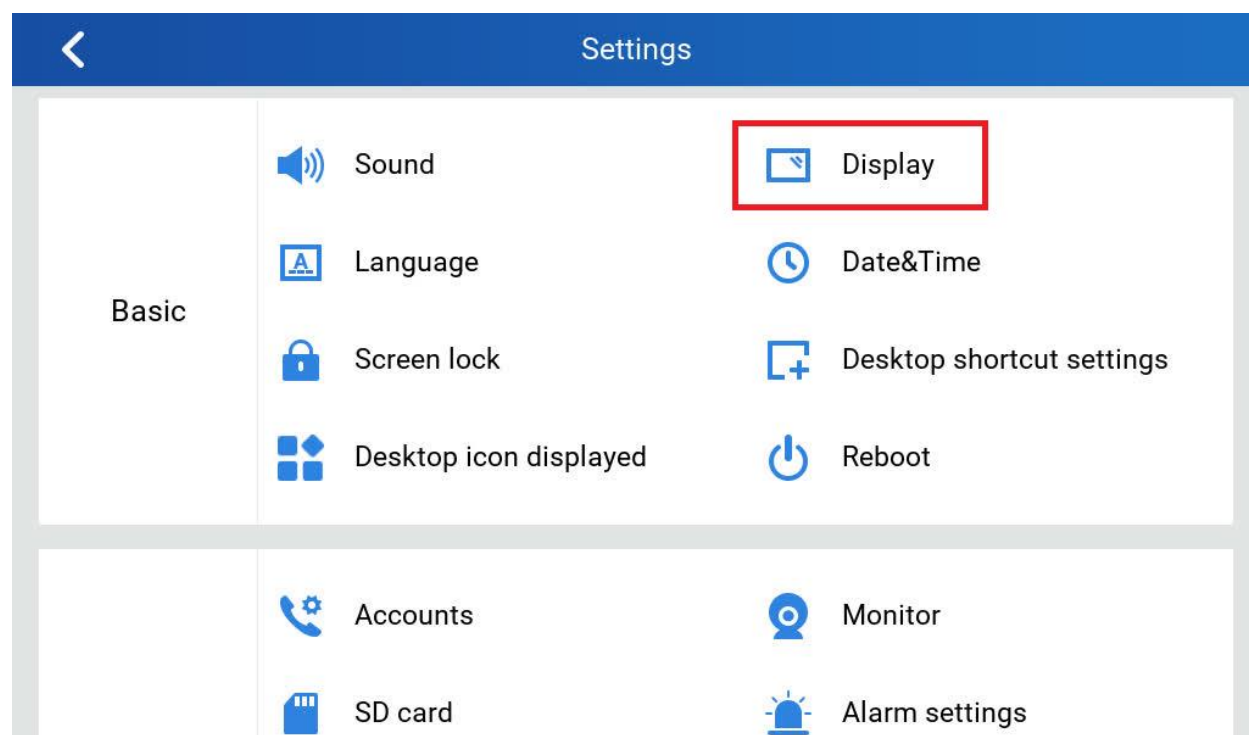 Settings
Sound
Display
Language
Date&Time
Basic
Screen lock
Desktop shortcut settings
Desktop icon displayed
Reboot
Accounts
Monitor
SD card
Alarm settings